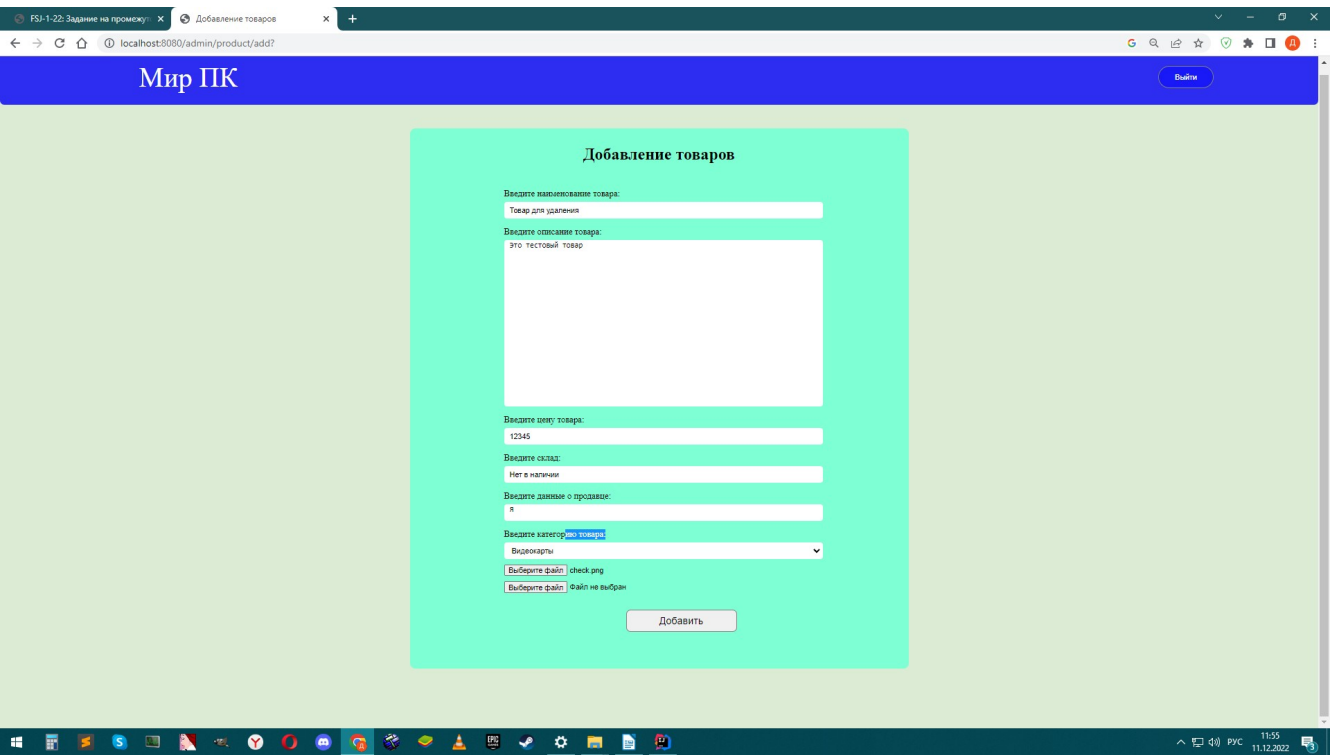 FSJ-1-22: Задание на промежут
Добавление товаров
localhost:8080/admin/product/add?
Мир ПК
Выйти
Добавление товаров
Введите наименование товара:
Товар для удаления
Введите описание товара:
Это тестовый товар
Введите цену товара:
12345
Введите склад:
Нет в наличии
Введите данные о продавце:
Я
Введите категорию товара:
Видеокарты
Выберите файл check.png
Выберите файл Файл не выбран
Добавить
РУС
11:55
11.12.2022